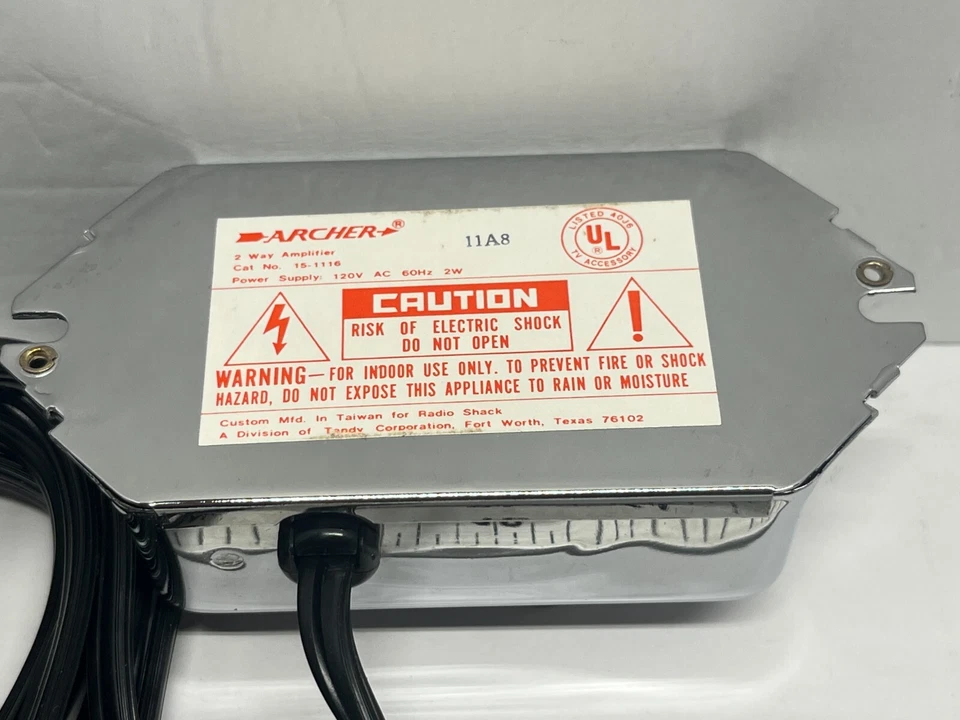 ARCHER®
11A8
LISTED 40J6
UL®
TV ACCESSORY
2 Way Amplifier
Cat No. 15-1116
Power Supply: 120V AC 60Hz 2W
CAUTION
RISK OF ELECTRIC SHOCK
DO NOT OPEN
WARNING—FOR INDOOR USE ONLY. TO PREVENT FIRE OR SHOCK
HAZARD, DO NOT EXPOSE THIS APPLIANCE TO RAIN OR MOISTURE
Custom Mfd. In Taiwan for Radio Shack
A Division of Tandy Corporation, Fort Worth, Texas 76102